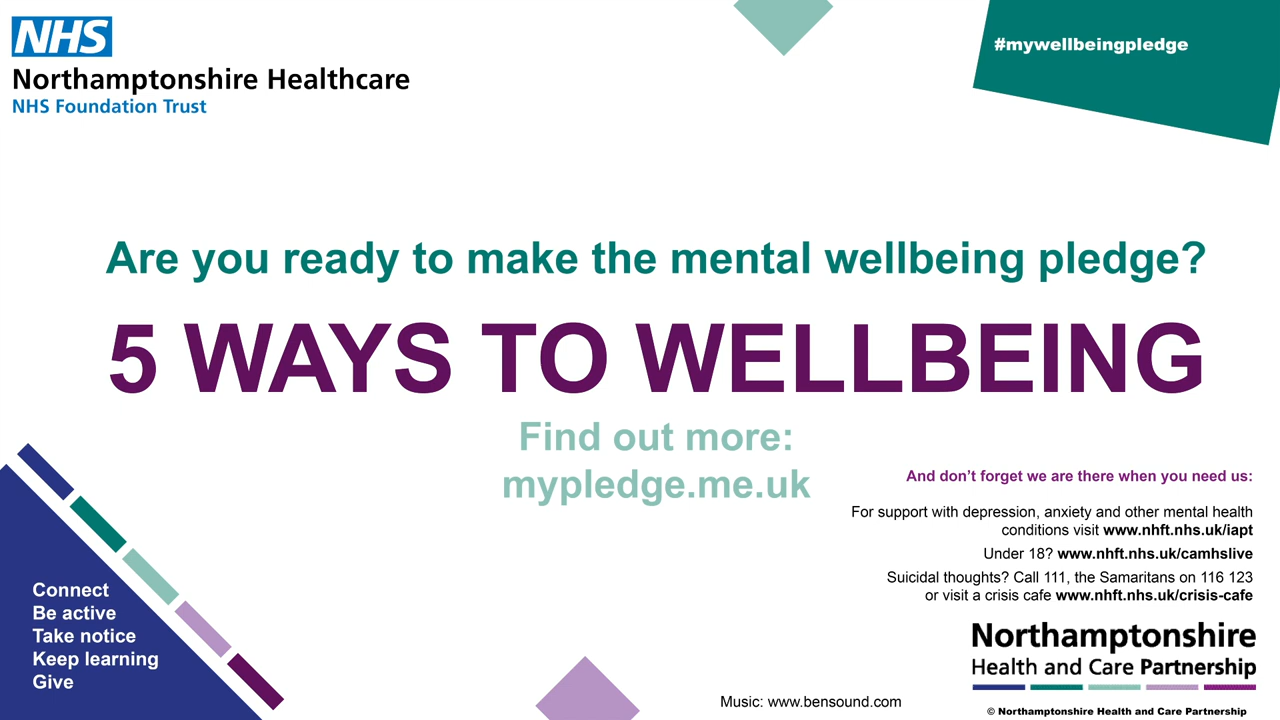 NHS
Northamptonshire Healthcare
NHS Foundation Trust
#mywellbeingpledge
Are you ready to make the mental wellbeing pledge?
5 WAYS TO WELLBEING
Find out more:
mypledge.me.uk
And don’t forget we are there when you need us:
For support with depression, anxiety and other mental health
conditions visit www.nhft.nhs.uk/iapt
Under 18? www.nhft.nhs.uk/camhslive
Suicidal thoughts? Call 111, the Samaritans on 116 123
or visit a crisis cafe www.nhft.nhs.uk/crisis-cafe
Connect
Be active
Take notice
Keep learning
Give
Northamptonshire
Health and Care Partnership
Music: www.bensound.com
© Northamptonshire Health and Care Partnership